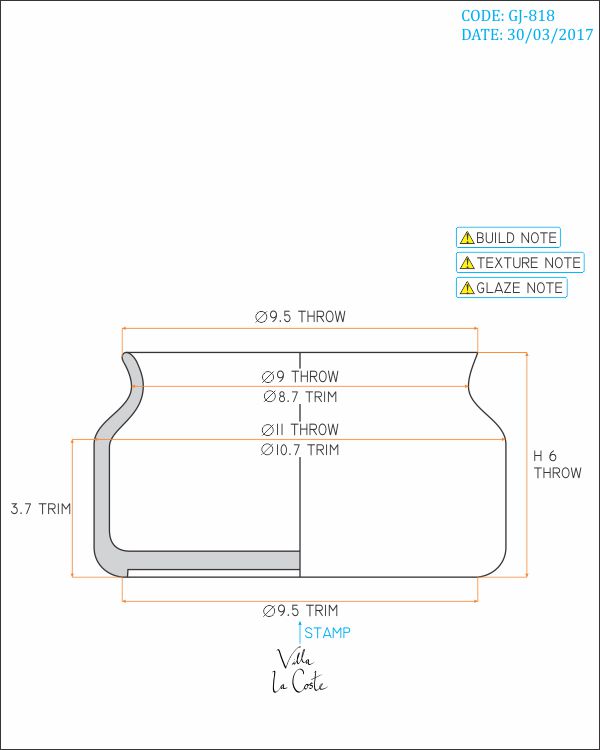 CODE: GJ-818
DATE: 30/03/2017
BUILD NOTE
TEXTURE NOTE
GLAZE NOTE
∅9.5 THROW
∅9 THROW
∅8.7 TRIM
∅11 THROW
∅10.7 TRIM
H 6
THROW
3.7 TRIM
∅9.5 TRIM
STAMP
Villa
La Coste